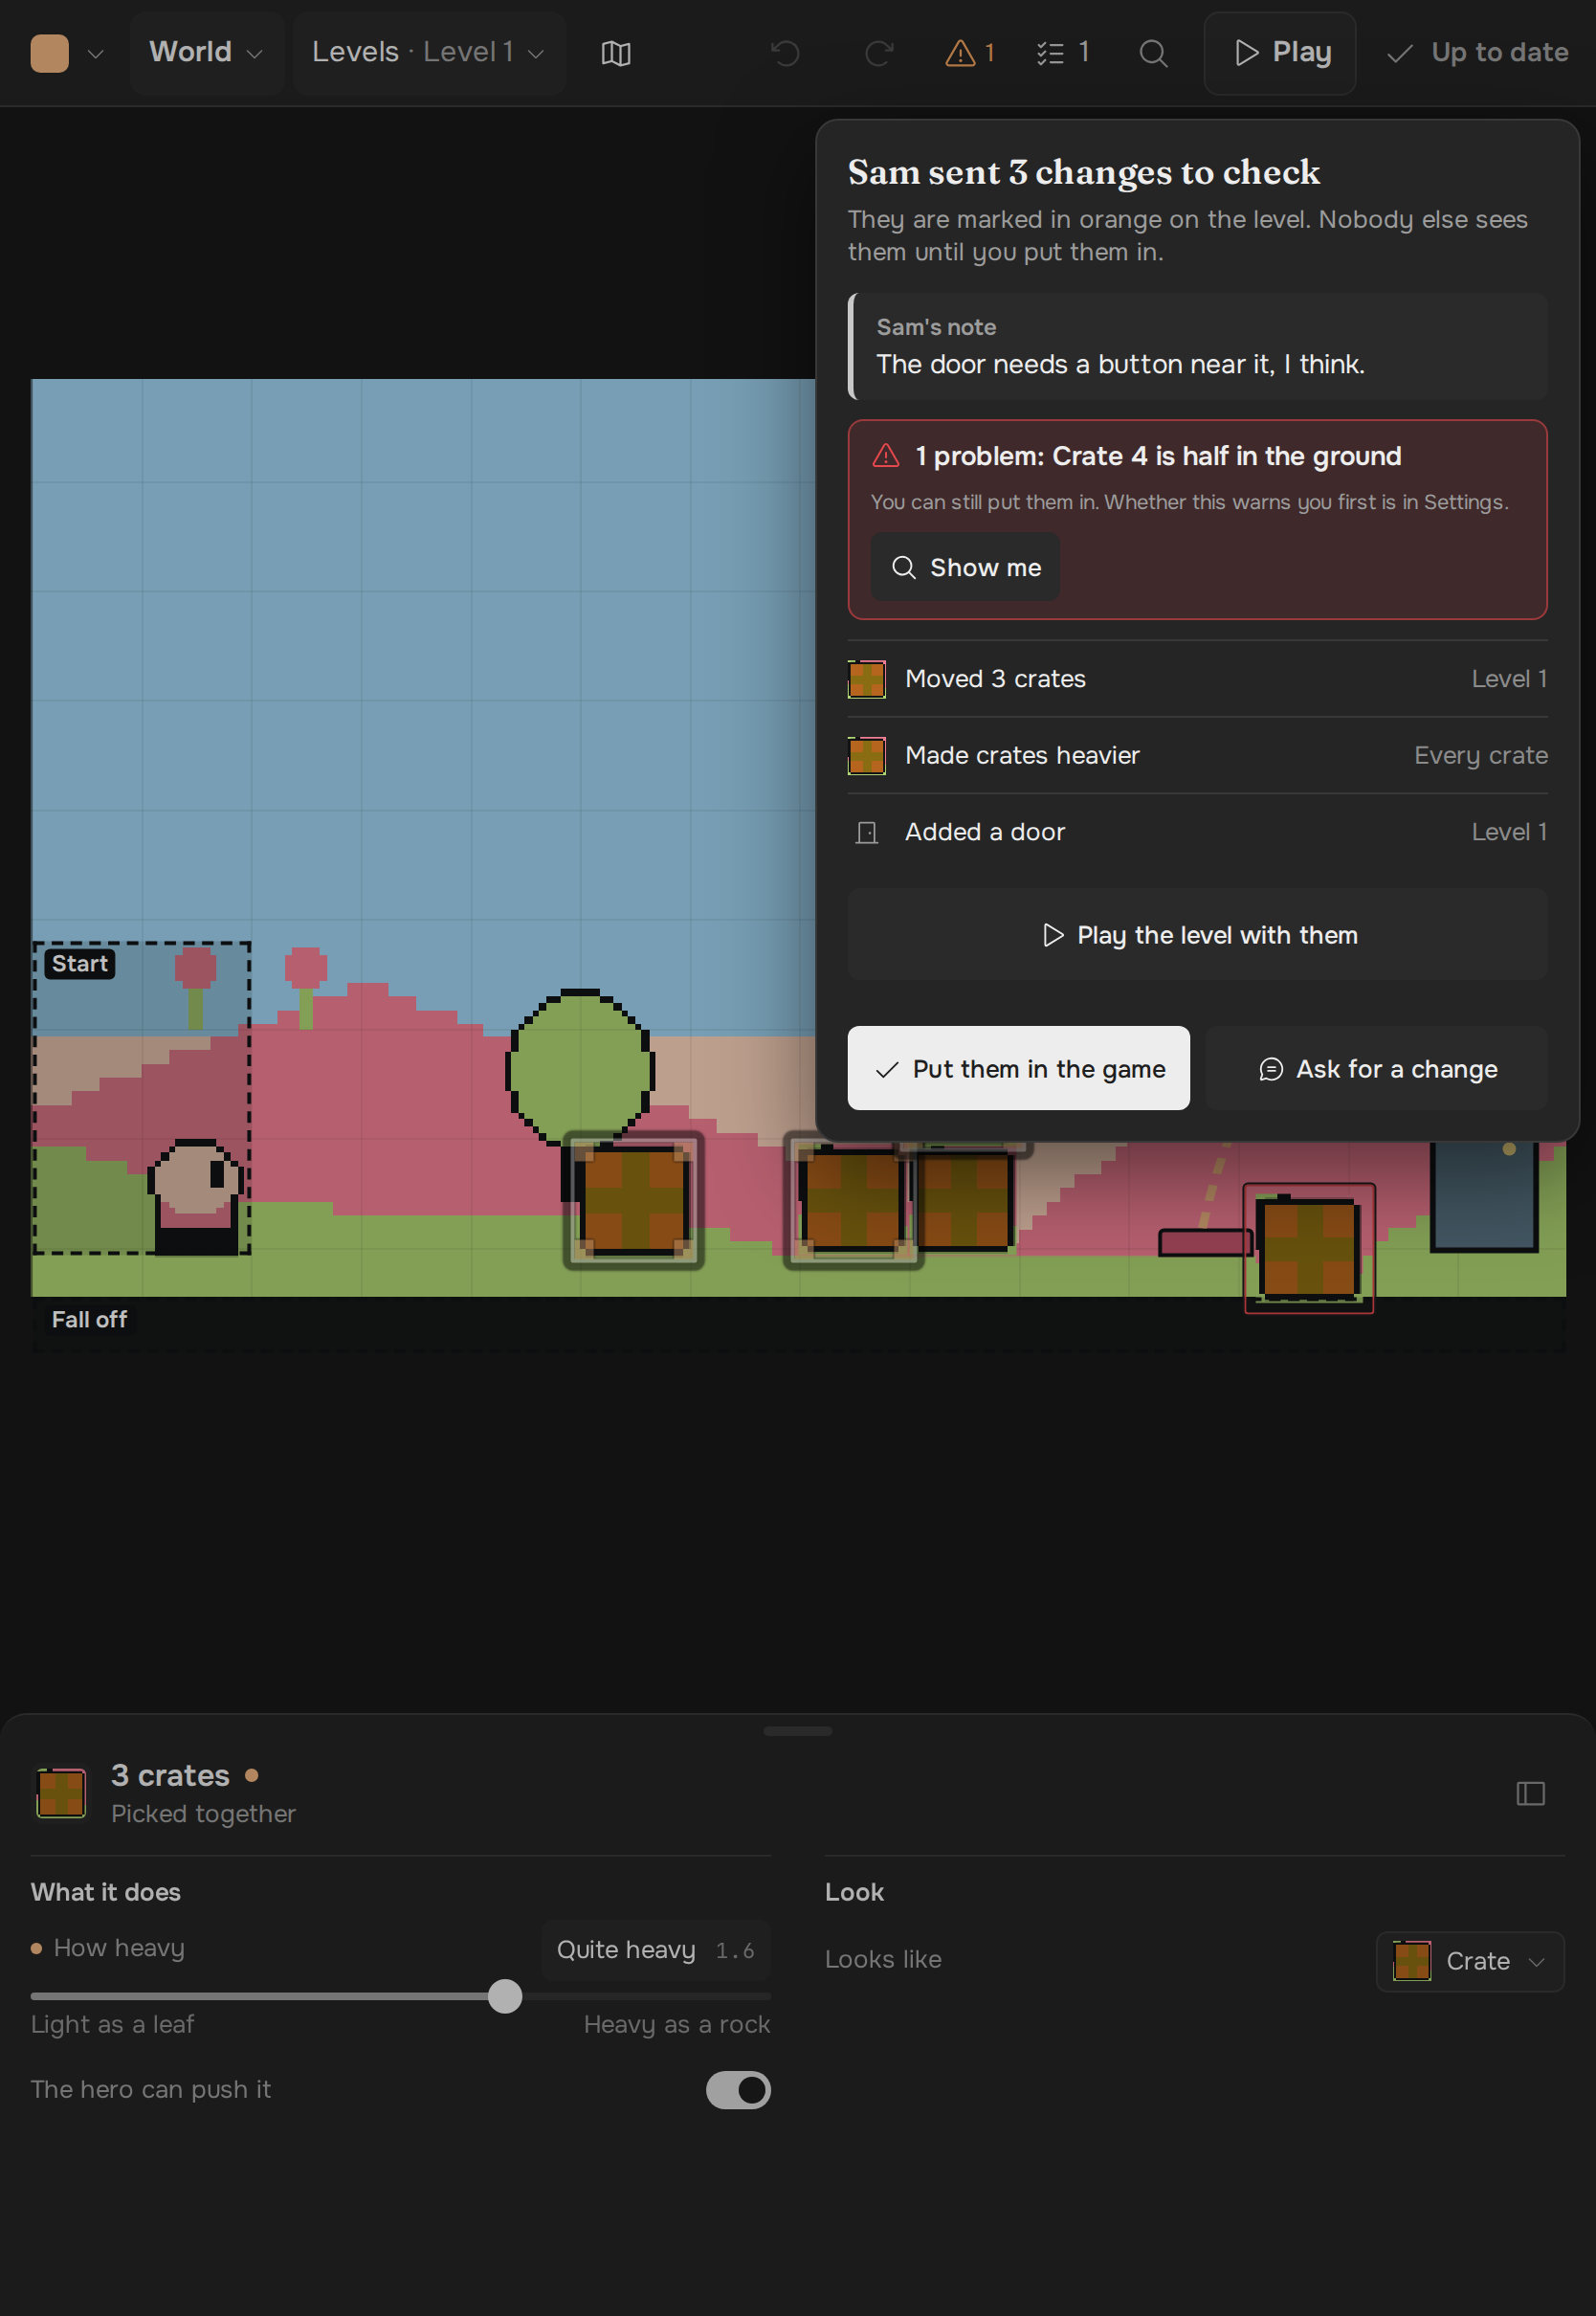 World
Levels · Level 1
1
1
Play
Up to date
Sam sent 3 changes to check
They are marked in orange on the level. Nobody else sees
them until you put them in.
Sam's note
The door needs a button near it, I think.
1 problem: Crate 4 is half in the ground
You can still put them in. Whether this warns you first is in Settings.
Show me
Moved 3 crates
Level 1
Made crates heavier
Every crate
Added a door
Level 1
Play the level with them
Put them in the game
Ask for a change
Start
Fall off
3 crates
Picked together
What it does
How heavy
Quite heavy 1.6
Light as a leaf
Heavy as a rock
The hero can push it
Look
Looks like
Crate